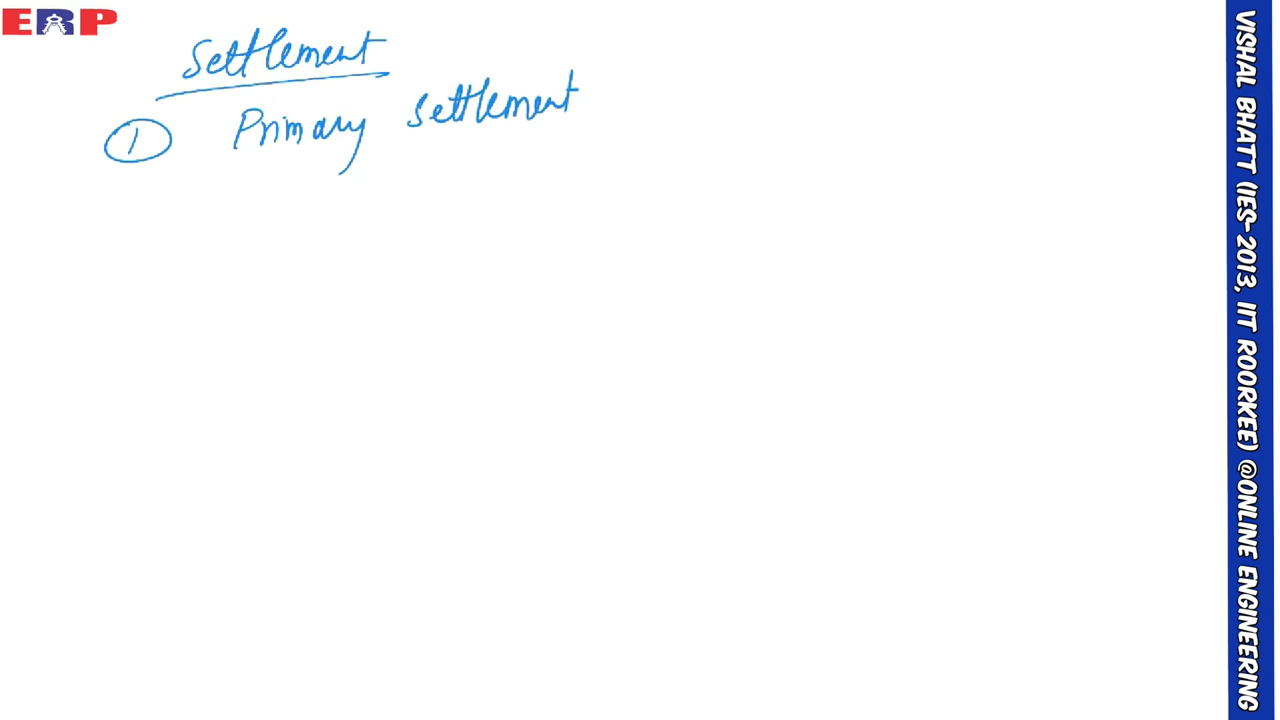 ERP
Settlement
1 Primary Settlement
VISHAL BHATT (IES-2013, IIT ROORKEE) @ONLINE ENGINEERING